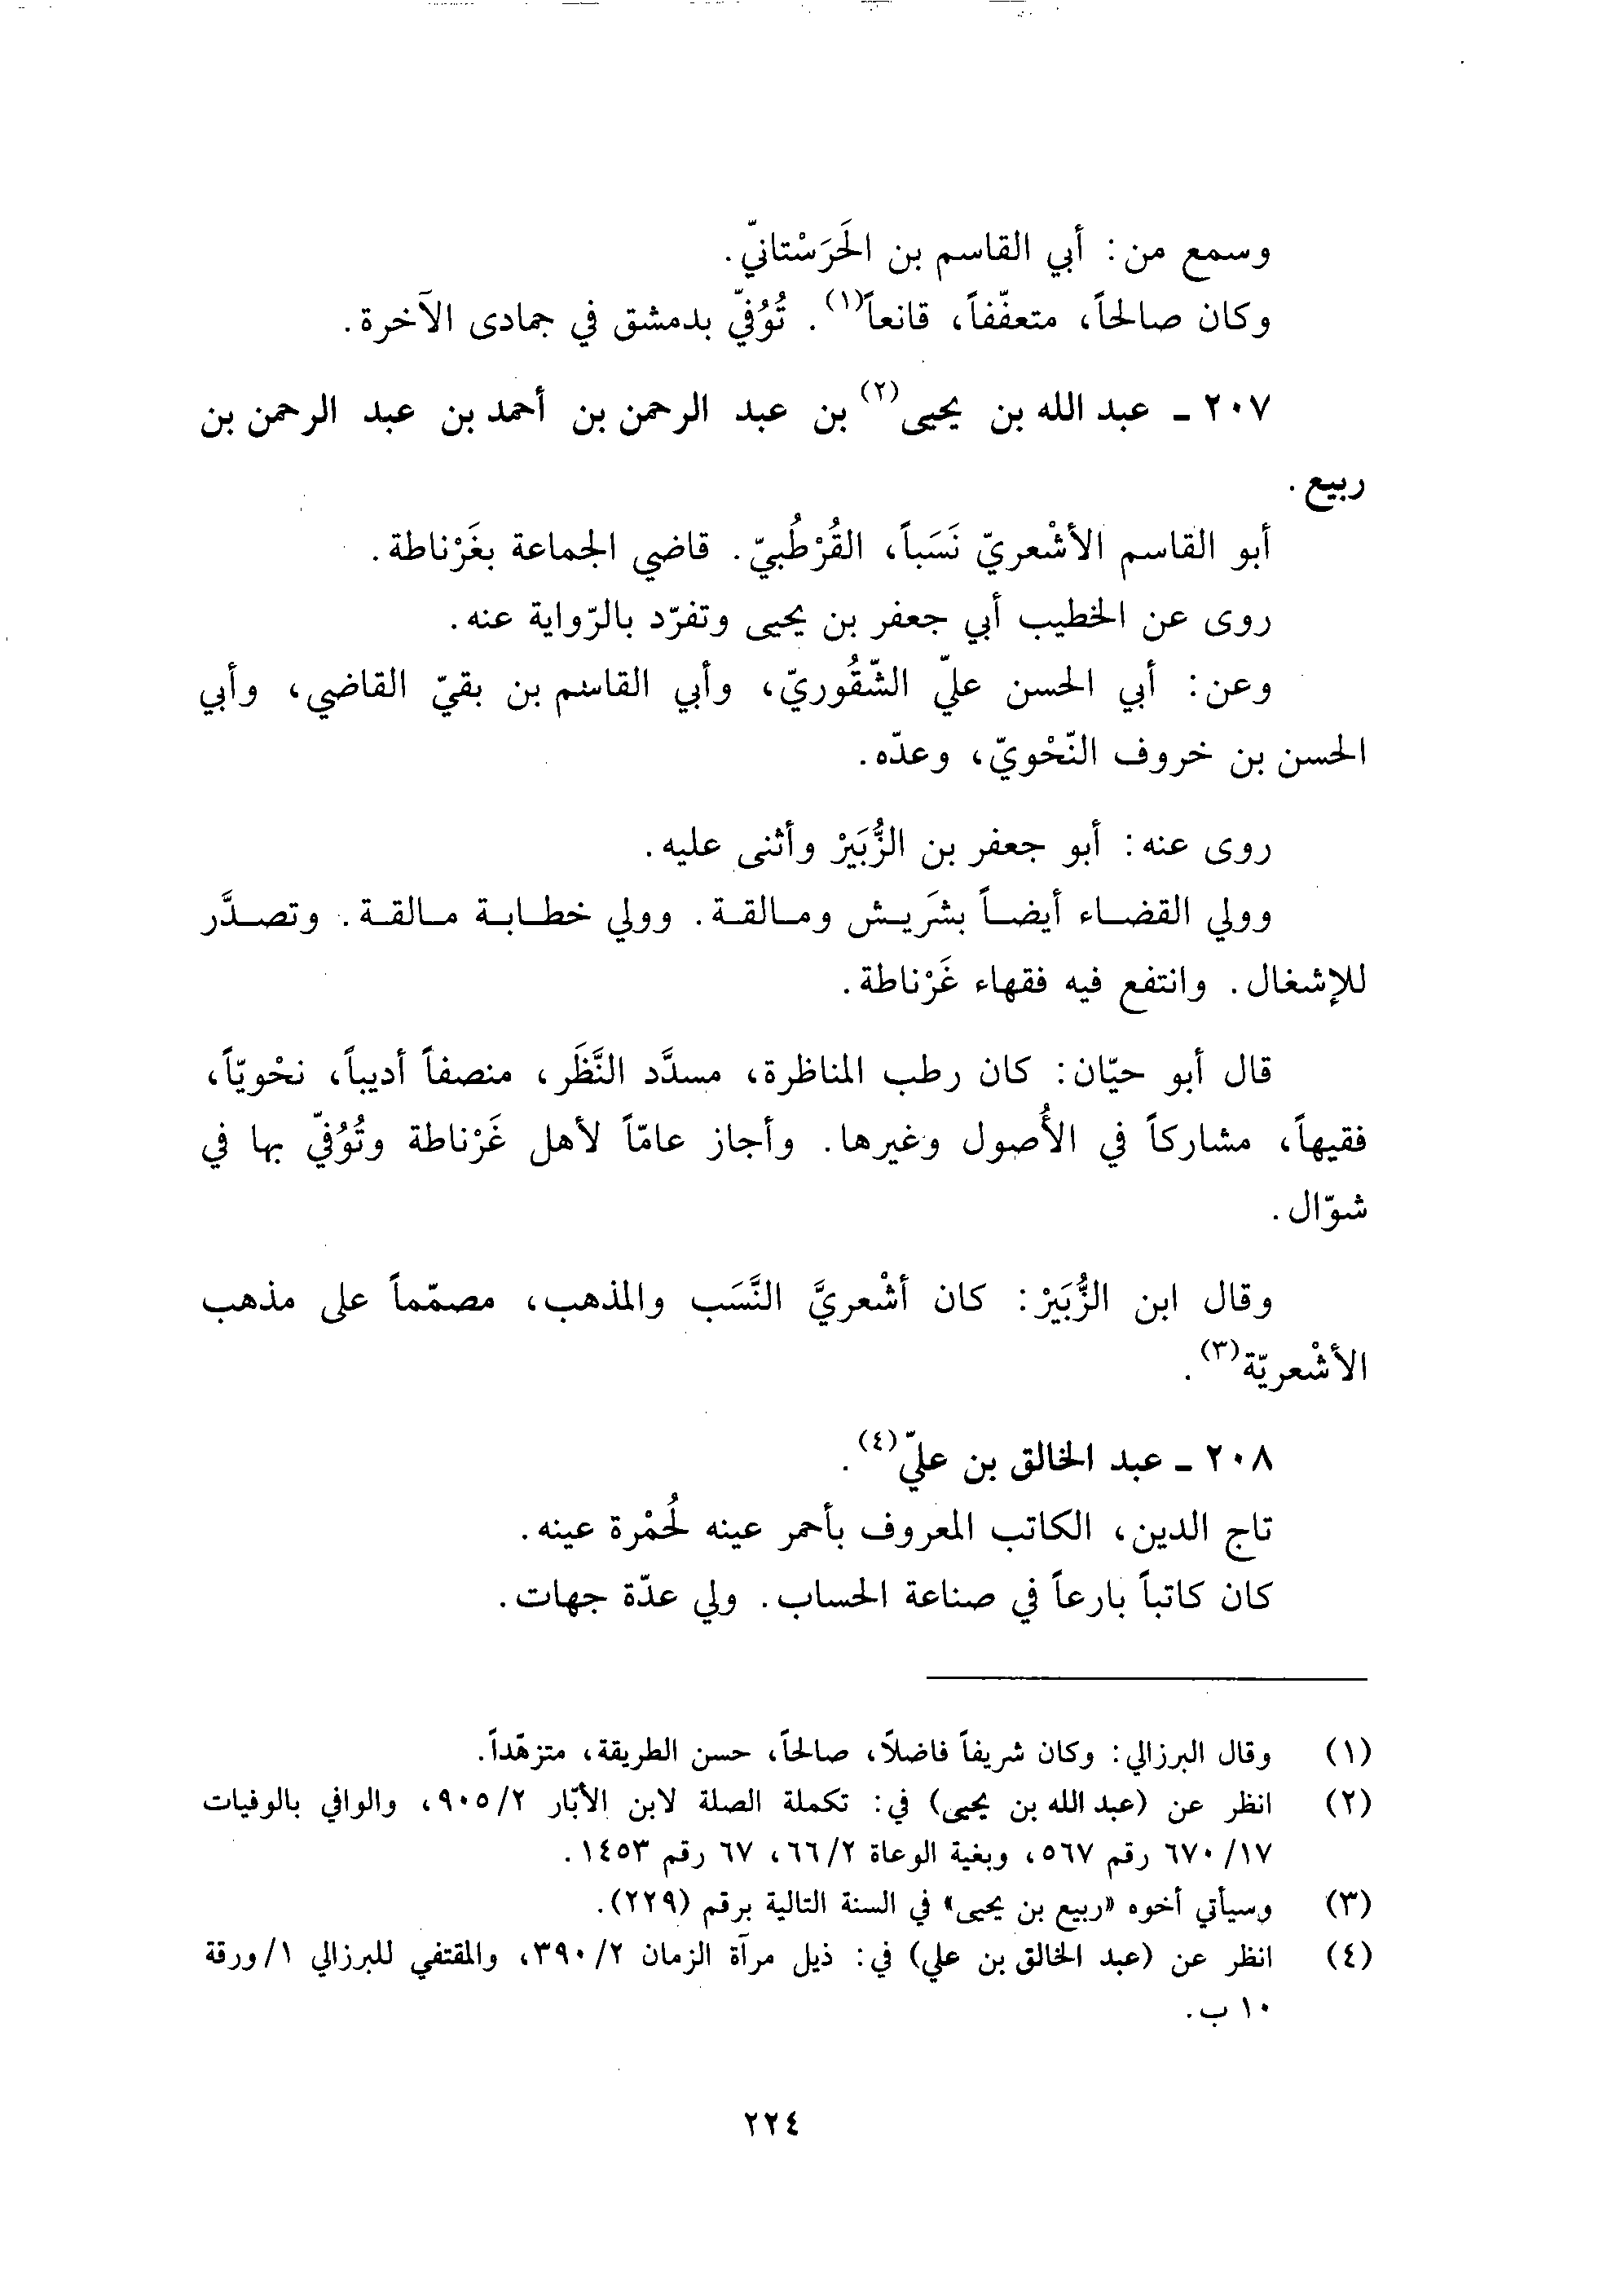 وسمع من: أبي القاسم بن الحَرَسْتانيّ.
وكان صالحاً، متعفّفاً، قانعاً(١). تُوُفيّ بدمشق في جمادى الآخرة.
٢٠٧ ـ عبد الله بن يحيى(٢) بن عبد الرحمن بن أحمد بن عبد الرحمن بن
ربيع.
أبو القاسم الأشْعريّ نَسَباً، القُرْطُبيّ. قاضي الجماعة بغَرْناطة.
روى عن الخطيب أبي جعفر بن يحيى وتفرّد بالرّواية عنه.
وعن: أبي الحسن عليّ الشّقُوريّ، وأبي القاسم بن بقيّ القاضي، وأبي
الحسن بن خروف النّحْويّ، وعدّه.
روى عنه: أبو جعفر بن الزُّبَيْر وأثنى عليه.
وولي القضاء أيضاً بشَريش ومالقة. وولي خطابة مالقة. وتصدَّر
للإشغال. وانتفع فيه فقهاء غَرْناطة.
قال أبو حيّان: كان رطب المناظرة، مسدَّد النَّظَر، منصفاً أديباً، نحْويّاً،
فقيهاً، مشاركاً في الأُصول وغيرها. وأجاز عامّاً لأهل غَرْناطة وتُوُفيّ بها في
شوّال.
وقال ابن الزُّبَيْر: كان أشْعريَّ النَّسَب والمذهب، مصمّماً على مذهب
الأشْعريّة(٣).
٢٠٨ ـ عبد الخالق بن عليّ(٤).
تاج الدين، الكاتب المعروف بأحمر عينه لحُمْرة عينه.
كان كاتباً بارعاً في صناعة الحساب. ولي عدّة جهات.
(١) وقال البرزالي: وكان شريفاً فاضلاً، صالحاً، حسن الطريقة، متزهّداً.
(٢) انظر عن (عبد الله بن يحيى) في: تكملة الصلة لابن الأبّار ٢/٩٠٥، والوافي بالوفيات
١٧/ ٦٧٠ رقم ٥٦٧، وبغية الوعاة ٢/٦٦، ٦٧ رقم ١٤٥٣.
(٣) وسيأتي أخوه «ربيع بن يحيى» في السنة التالية برقم (٢٢٩).
(٤) انظر عن (عبد الخالق بن علي) في: ذيل مرآة الزمان ٢/ ٣٩٠، والمقتفي للبرزالي ١/ورقة
١٠ ب.
٢٢٤